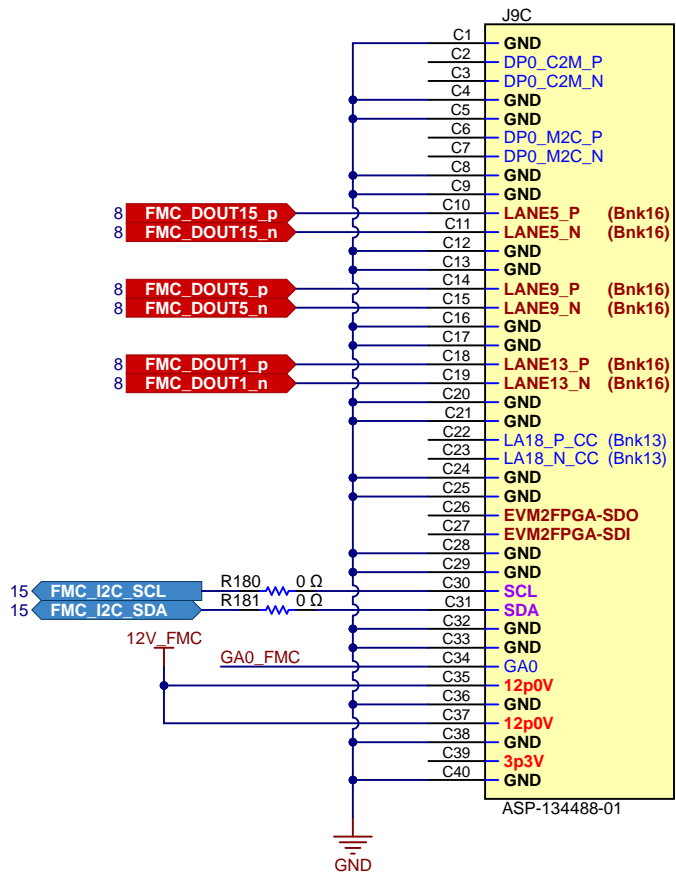 J9C
C1 GND
C2 DP0_C2M_P
C3 DP0_C2M_N
C4 GND
C5 GND
C6 DP0_M2C_P
C7 DP0_M2C_N
C8 GND
C9 GND
8 FMC_DOUT15_p C10 LANE5_P (Bnk16)
8 FMC_DOUT15_n C11 LANE5_N (Bnk16)
C12 GND
C13 GND
8 FMC_DOUT5_p C14 LANE9_P (Bnk16)
8 FMC_DOUT5_n C15 LANE9_N (Bnk16)
C16 GND
C17 GND
8 FMC_DOUT1_p C18 LANE13_P (Bnk16)
8 FMC_DOUT1_n C19 LANE13_N (Bnk16)
C20 GND
C21 GND
C22 LA18_P_CC (Bnk13)
C23 LA18_N_CC (Bnk13)
C24 GND
C25 GND
C26 EVM2FPGA-SDO
C27 EVM2FPGA-SDI
C28 GND
C29 GND
15 FMC_I2C_SCL R180 0 Ω C30 SCL
15 FMC_I2C_SDA R181 0 Ω C31 SDA
C32 GND
12V_FMC C33 GND
GA0_FMC C34 GA0
C35 12p0V
C36 GND
C37 12p0V
C38 GND
C39 3p3V
C40 GND
ASP-134488-01
GND